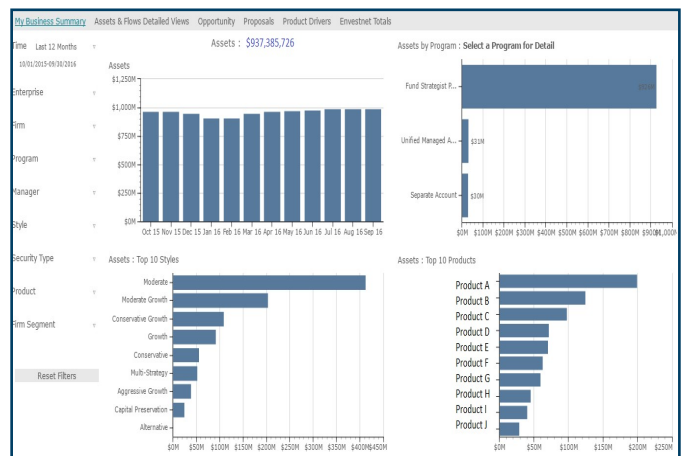 My Business Summary Assets & Flows Detailed Views Opportunity Proposals Product Drivers Envestnet Totals
Time Last 12 Months
10/01/2015-09/30/2016
Enterprise
Firm
Program
Manager
Style
Security Type
Product
Firm Segment
Reset Filters
Assets : $937,385,726
Assets
$1,250M
$1,000M
$750M
$500M
$250M
$0M
Oct 15 Nov 15 Dec 15 Jan 16 Feb 16 Mar 16 Apr 16 May 16 Jun 16 Jul 16 Aug 16 Sep 16
Assets by Program : Select a Program for Detail
Fund Strategist P...
Unified Managed A... $31M
Separate Account $30M
$0M $100M $200M $300M $400M $500M $600M $700M $800M $900M $1,000M
Assets : Top 10 Styles
Moderate
Moderate Growth
Conservative Growth
Growth
Conservative
Multi-Strategy
Aggressive Growth
Capital Preservation
Alternative
$0M $50M $100M $150M $200M $250M $300M $350M $400M $450M
Assets : Top 10 Products
Product A
Product B
Product C
Product D
Product E
Product F
Product G
Product H
Product I
Product J
$0M $50M $100M $150M $200M $250M